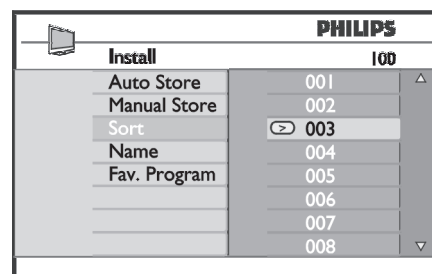 PHILIPS
Install 100
Auto Store 001
Manual Store 002
Sort > 003
Name 004
Fav. Program 005
006
007
008